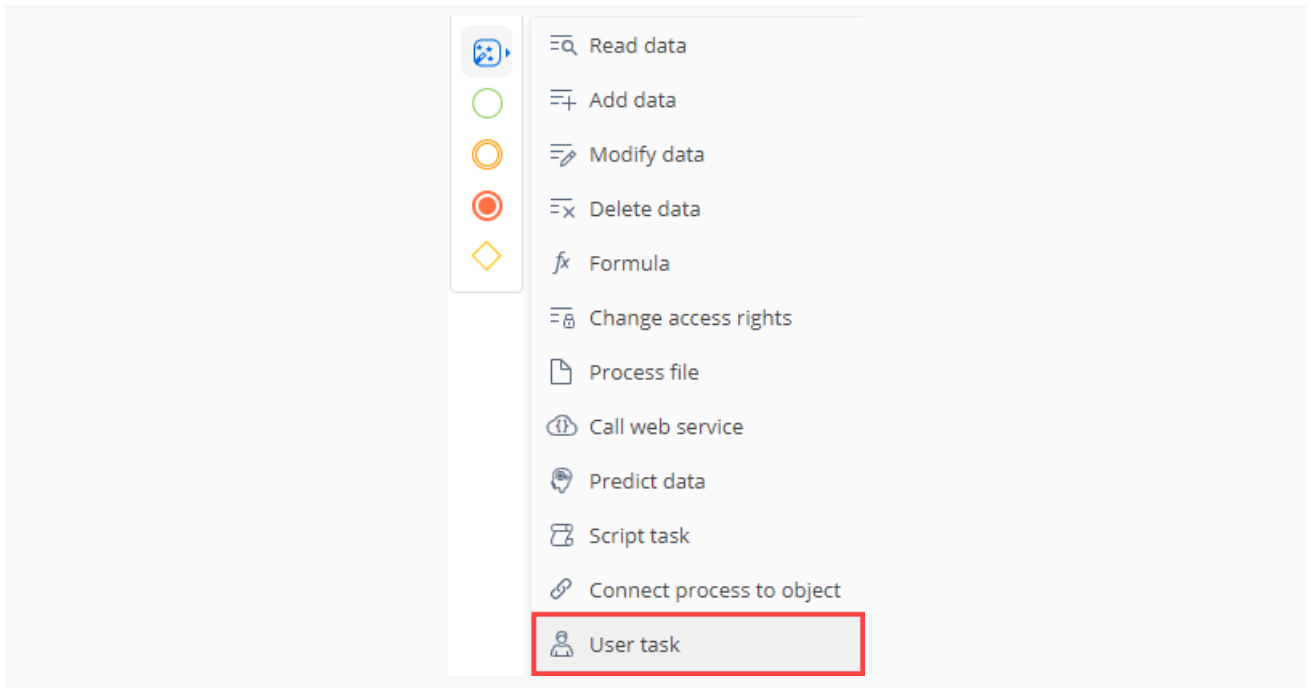 Read data
Add data
Modify data
Delete data
fx Formula
Change access rights
Process file
Call web service
Predict data
Script task
Connect process to object
User task